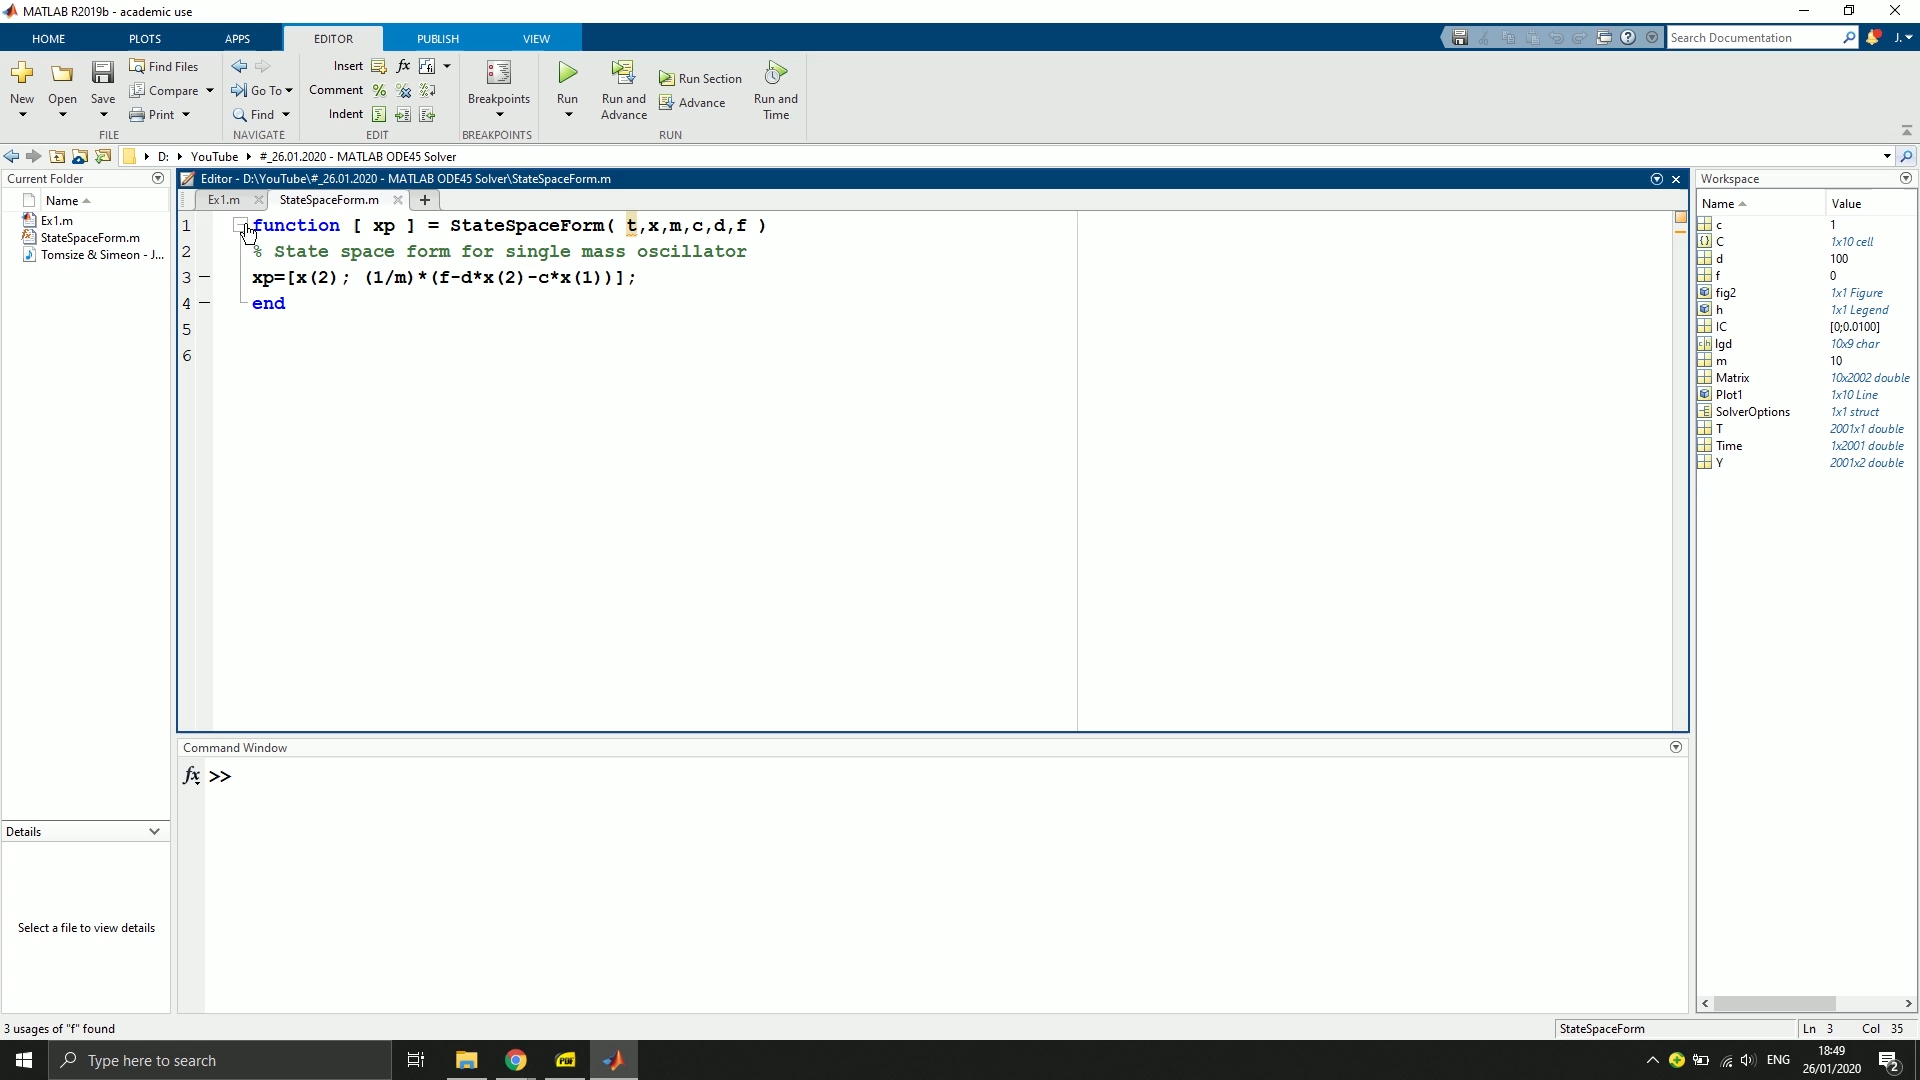 MATLAB R2019b - academic use
HOME PLOTS APPS EDITOR PUBLISH VIEW
Search Documentation J.
New Open Save Find Files Compare Print
FILE
Go To Find
NAVIGATE
Insert fx
Comment
Indent
EDIT
Breakpoints
BREAKPOINTS
Run Run and Advance Run Section Advance Run and Time
RUN
D: YouTube #_26.01.2020 - MATLAB ODE45 Solver
Current Folder
Name
Ex1.m
StateSpaceForm.m
Tomsize & Simeon - J...
Details
Select a file to view details
Editor - D:\YouTube\#_26.01.2020 - MATLAB ODE45 Solver\StateSpaceForm.m
Ex1.m StateSpaceForm.m
1 function [ xp ] = StateSpaceForm( t,x,m,c,d,f )
2 % State space form for single mass oscillator
3 xp=[x(2); (1/m)*(f-d*x(2)-c*x(1))];
4 end
5
6
Command Window
fx >>
Workspace
Name Value
c 1
C 1x10 cell
d 100
f 0
fig2 1x1 Figure
h 1x1 Legend
IC [0;0.0100]
lgd 10x9 char
m 10
Matrix 10x2002 double
Plot1 1x10 Line
SolverOptions 1x1 struct
T 2001x1 double
Time 1x2001 double
Y 2001x2 double
3 usages of "f" found
StateSpaceForm Ln 3 Col 35
Type here to search
PDF
ENG
18:49
26/01/2020
2